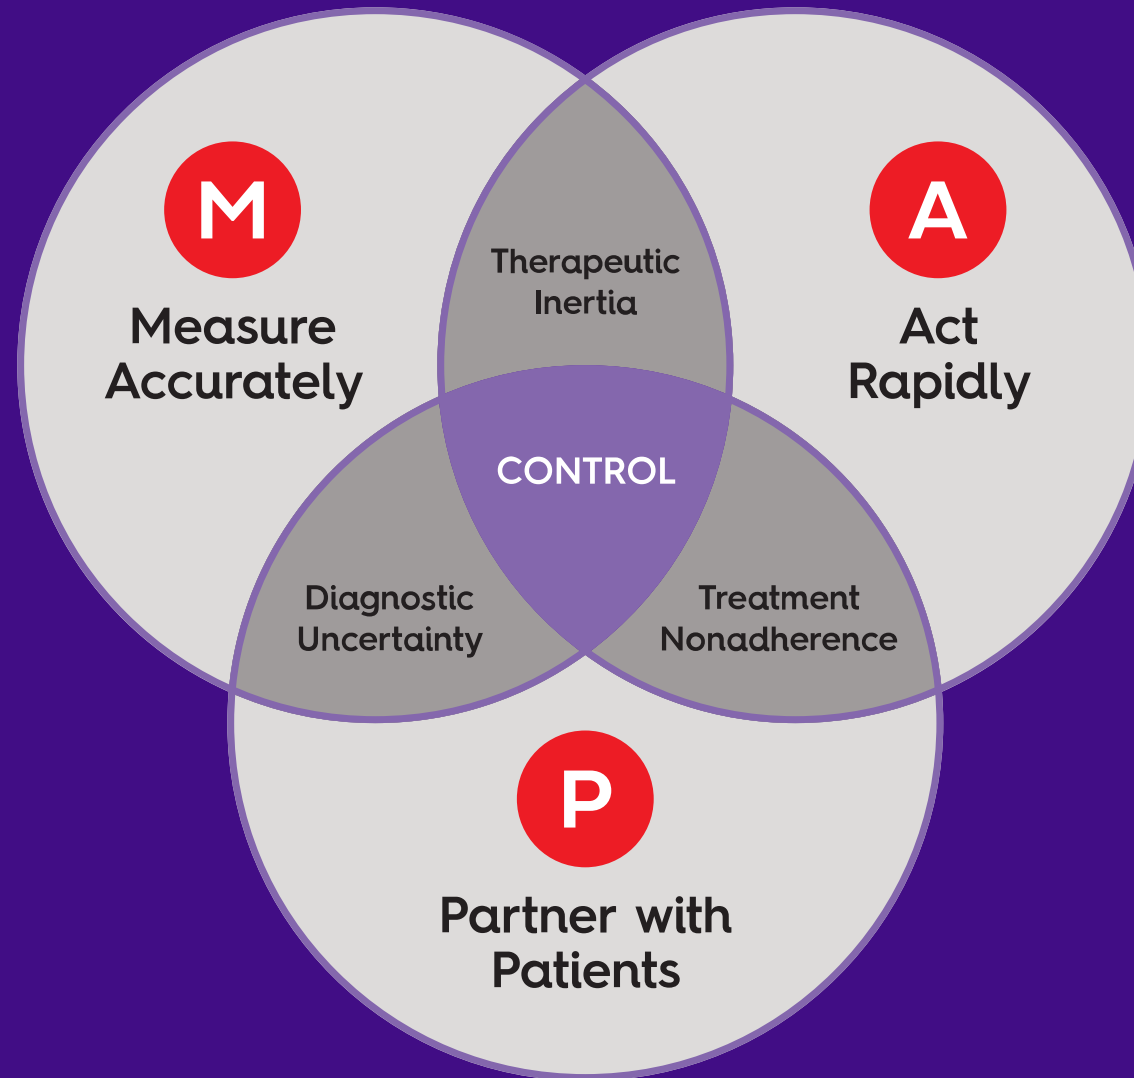 M
Measure
Accurately
A
Act
Rapidly
Therapeutic
Inertia
CONTROL
Diagnostic
Uncertainty
Treatment
Nonadherence
P
Partner with
Patients